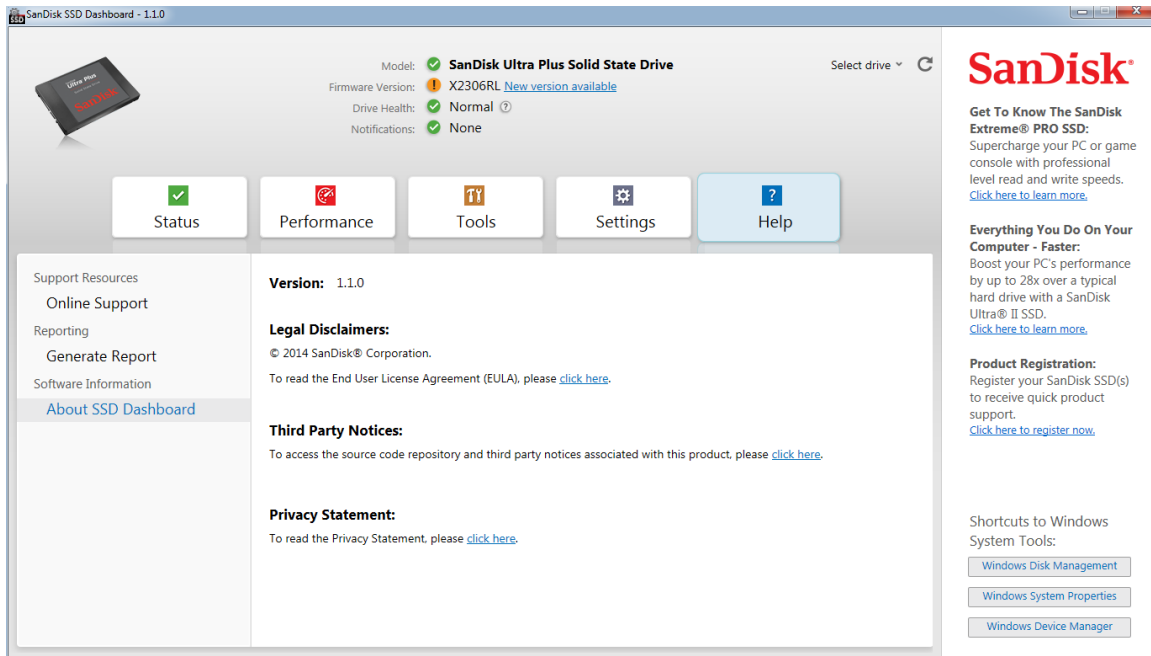 SSD SanDisk SSD Dashboard - 1.1.0
Ultra Plus
SanDisk
Model: SanDisk Ultra Plus Solid State Drive
Firmware Version: X2306RL New version available
Drive Health: Normal ?
Notifications: None
Select drive
Status
Performance
Tools
Settings
? Help
Support Resources
Online Support
Reporting
Generate Report
Software Information
About SSD Dashboard
Version: 1.1.0
Legal Disclaimers:
© 2014 SanDisk® Corporation.
To read the End User License Agreement (EULA), please click here.
Third Party Notices:
To access the source code repository and third party notices associated with this product, please click here.
Privacy Statement:
To read the Privacy Statement, please click here.
SanDisk®
Get To Know The SanDisk
Extreme® PRO SSD:
Supercharge your PC or game
console with professional
level read and write speeds.
Click here to learn more.
Everything You Do On Your
Computer - Faster:
Boost your PC's performance
by up to 28x over a typical
hard drive with a SanDisk
Ultra® II SSD.
Click here to learn more.
Product Registration:
Register your SanDisk SSD(s)
to receive quick product
support.
Click here to register now.
Shortcuts to Windows
System Tools:
Windows Disk Management
Windows System Properties
Windows Device Manager